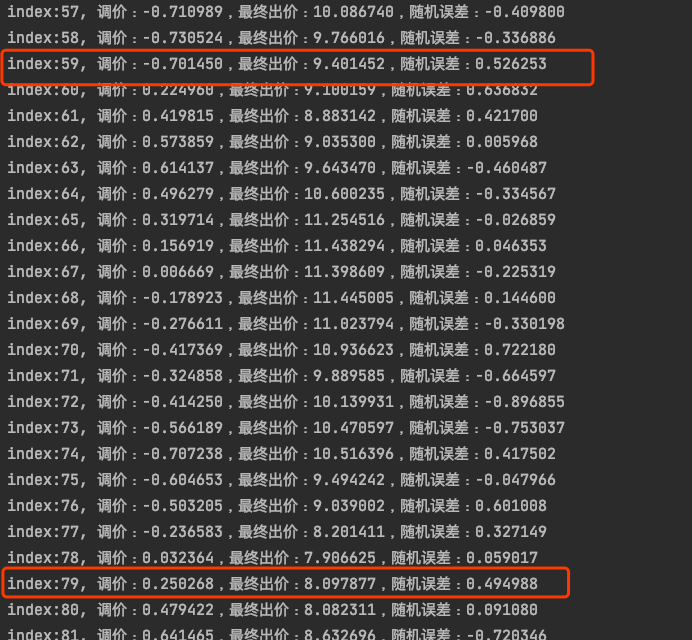 index:57, 调价：-0.710989，最终出价：10.086740，随机误差：-0.409800
index:58, 调价：-0.730524，最终出价：9.766016，随机误差：-0.336886
index:59, 调价：-0.701450，最终出价：9.401452，随机误差：0.526253
index:60, 调价：0.224960，最终出价：9.100159，随机误差：0.636832
index:61, 调价：0.419815，最终出价：8.883142，随机误差：0.421700
index:62, 调价：0.573859，最终出价：9.035300，随机误差：0.005968
index:63, 调价：0.614137，最终出价：9.643470，随机误差：-0.460487
index:64, 调价：0.496279，最终出价：10.600235，随机误差：-0.334567
index:65, 调价：0.319714，最终出价：11.254516，随机误差：-0.026859
index:66, 调价：0.156919，最终出价：11.438294，随机误差：0.046353
index:67, 调价：0.006669，最终出价：11.398609，随机误差：-0.225319
index:68, 调价：-0.178923，最终出价：11.445005，随机误差：0.144600
index:69, 调价：-0.276611，最终出价：11.023794，随机误差：-0.330198
index:70, 调价：-0.417369，最终出价：10.936623，随机误差：0.722180
index:71, 调价：-0.324858，最终出价：9.889585，随机误差：-0.664597
index:72, 调价：-0.414250，最终出价：10.139931，随机误差：-0.896855
index:73, 调价：-0.566189，最终出价：10.470597，随机误差：-0.753037
index:74, 调价：-0.707238，最终出价：10.516396，随机误差：0.417502
index:75, 调价：-0.604653，最终出价：9.494242，随机误差：-0.047966
index:76, 调价：-0.503205，最终出价：9.039002，随机误差：0.601008
index:77, 调价：-0.236583，最终出价：8.201411，随机误差：0.327149
index:78, 调价：0.032364，最终出价：7.906625，随机误差：0.059017
index:79, 调价：0.250268，最终出价：8.097877，随机误差：0.494988
index:80, 调价：0.479422，最终出价：8.082311，随机误差：0.091080
index:81, 调价：0.641465，最终出价：8.632696，随机误差：-0.720346